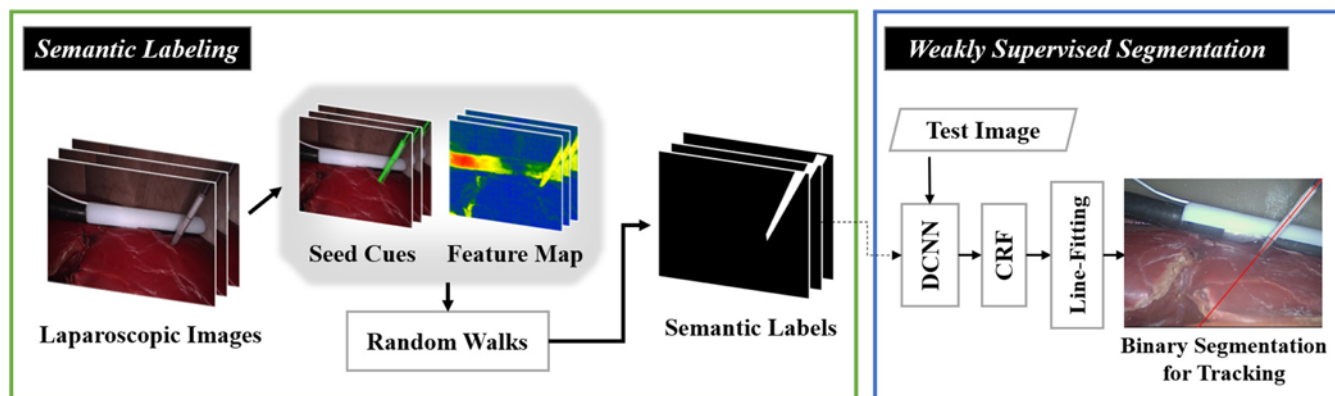 Semantic Labeling
Laparoscopic Images
Seed Cues
Feature Map
Random Walks
Semantic Labels
Weakly Supervised Segmentation
Test Image
DCNN
CRF
Line-Fitting
Binary Segmentation
for Tracking